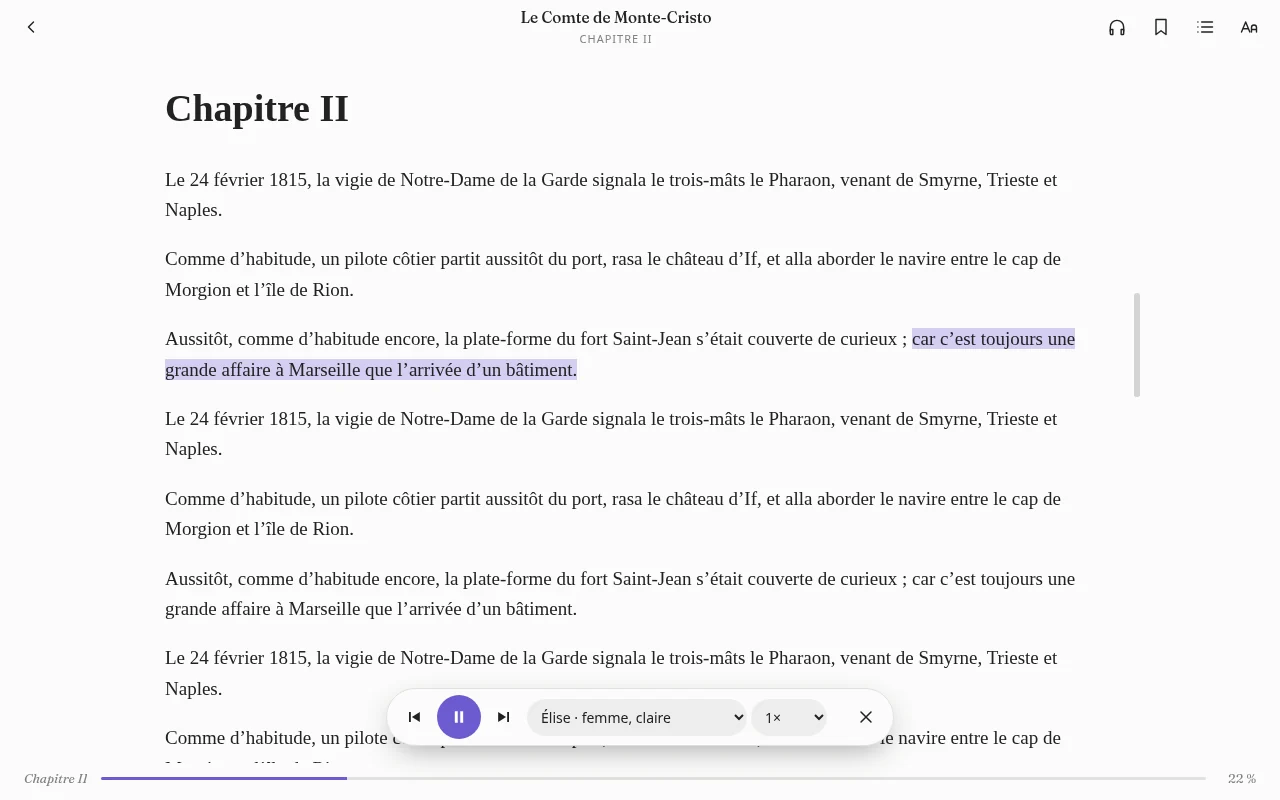 Le Comte de Monte-Cristo
CHAPITRE II
Chapitre II
Le 24 février 1815, la vigie de Notre-Dame de la Garde signala le trois-mâts le Pharaon, venant de Smyrne, Trieste et
Naples.
Comme d’habitude, un pilote côtier partit aussitôt du port, rasa le château d’If, et alla aborder le navire entre le cap de
Morgion et l’île de Rion.
Aussitôt, comme d’habitude encore, la plate-forme du fort Saint-Jean s’était couverte de curieux ; car c’est toujours une
grande affaire à Marseille que l’arrivée d’un bâtiment.
Le 24 février 1815, la vigie de Notre-Dame de la Garde signala le trois-mâts le Pharaon, venant de Smyrne, Trieste et
Naples.
Comme d’habitude, un pilote côtier partit aussitôt du port, rasa le château d’If, et alla aborder le navire entre le cap de
Morgion et l’île de Rion.
Aussitôt, comme d’habitude encore, la plate-forme du fort Saint-Jean s’était couverte de curieux ; car c’est toujours une
grande affaire à Marseille que l’arrivée d’un bâtiment.
Le 24 février 1815, la vigie de Notre-Dame de la Garde signala le trois-mâts le Pharaon, venant de Smyrne, Trieste et
Naples.
Élise · femme, claire
1×
Comme d’habitude, un pilote navire entre le cap de
Chapitre II
22 %